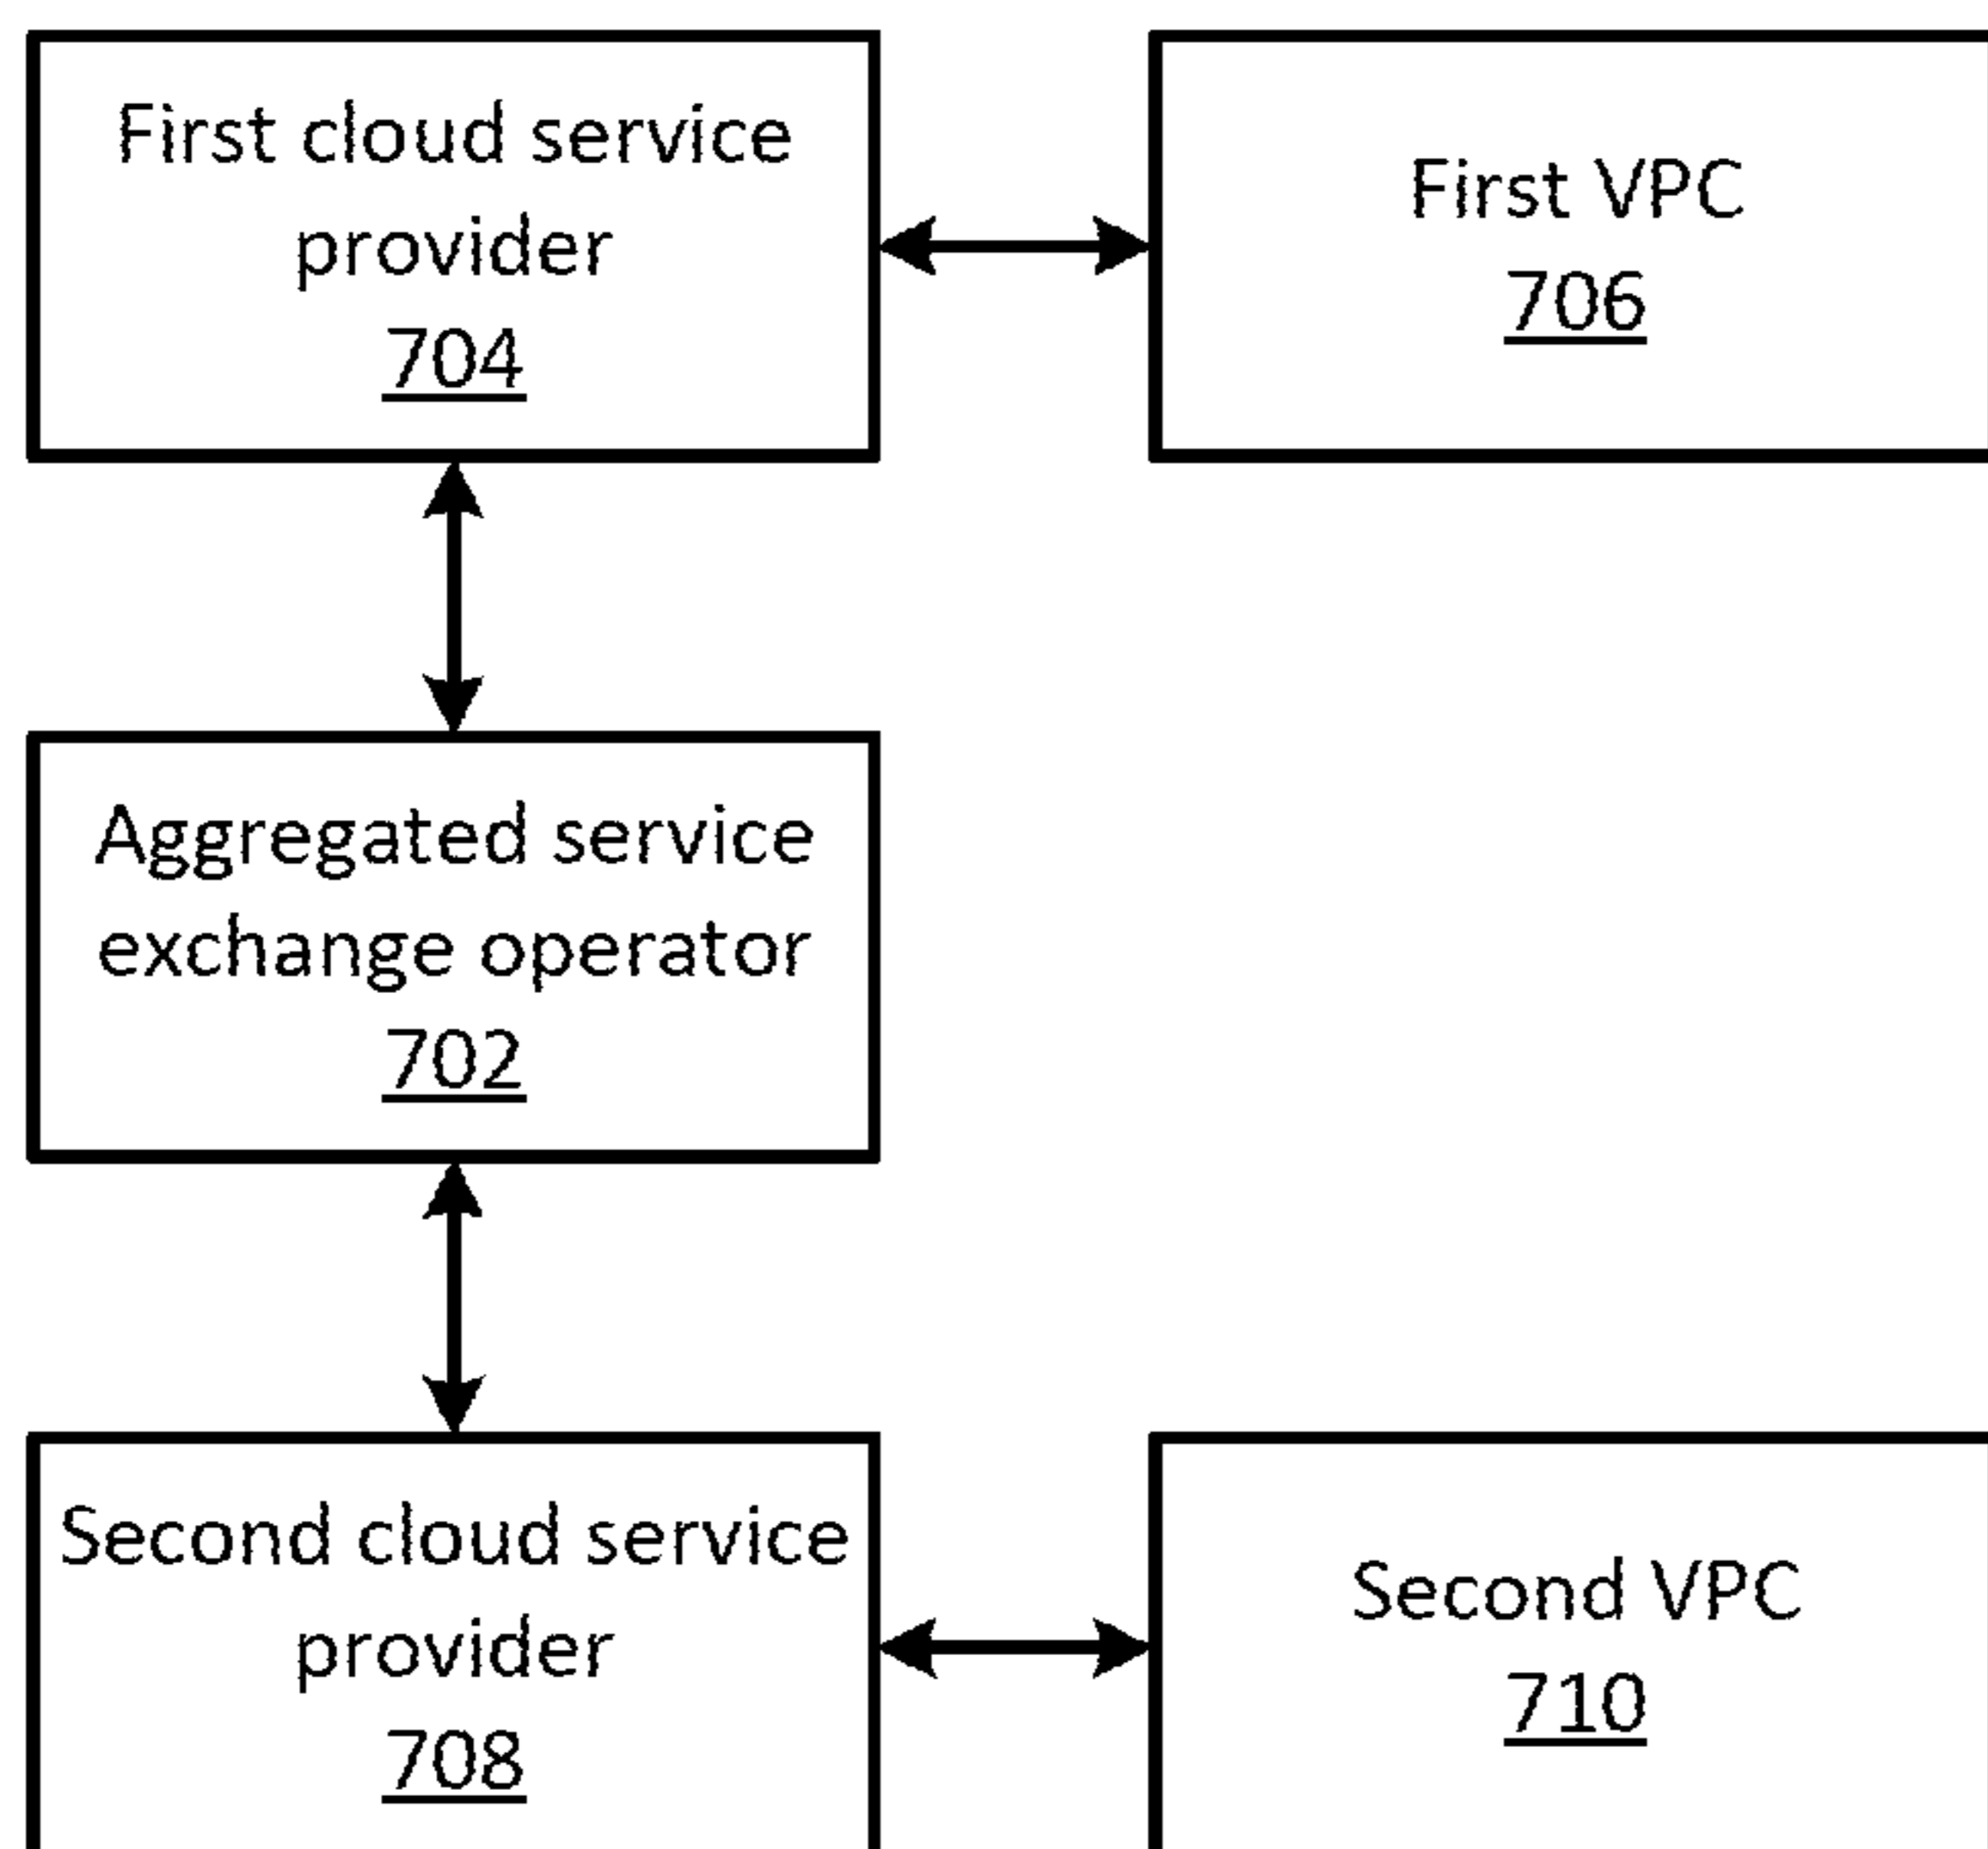 First cloud service
provider
704
First VPC
706
Aggregated service
exchange operator
702
Second cloud service
provider
708
Second VPC
710